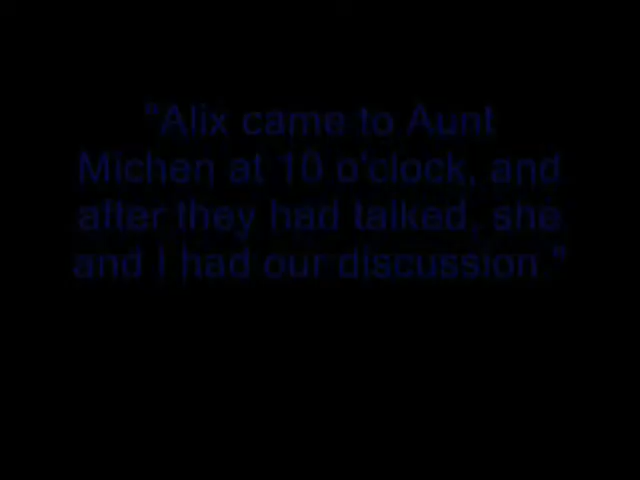 "Alix came to Aunt
Michen at 10 o'clock, and
after they had talked, she
and I had our discussion."